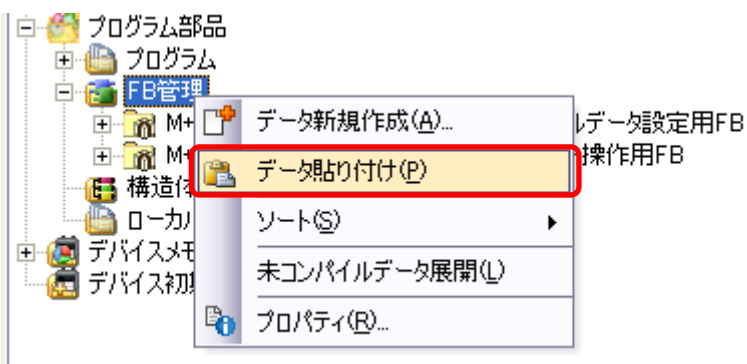 プログラム部品
プログラム
FB管理
M+
データ新規作成(A)...
ルデータ設定用FB
M+
データ貼り付け(P)
操作用FB
構造体
ローカル
ソート(S)
デバイスメモ
未コンパイルデータ展開(L)
デバイス初期
プロパティ(R)...